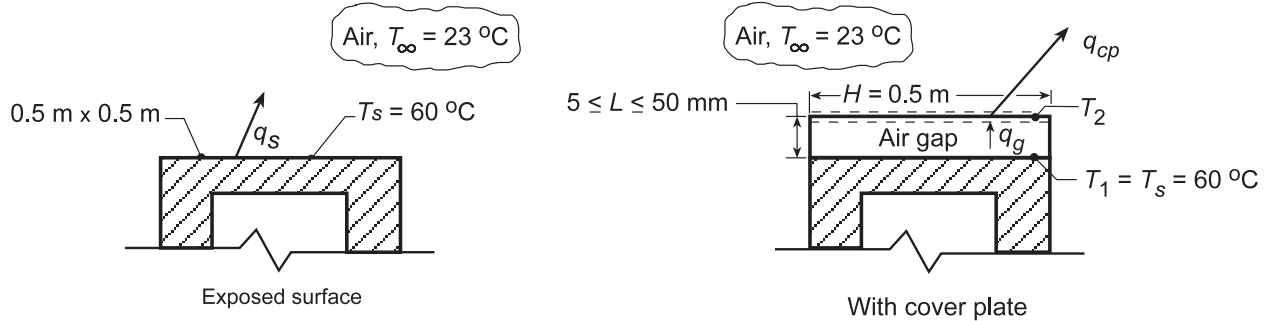 Air, T∞ = 23 °C
0.5 m x 0.5 m
qs
Ts = 60 °C
Exposed surface
Air, T∞ = 23 °C
qcp
5 ≤ L ≤ 50 mm
H = 0.5 m
T2
Air gap
qg
T1 = Ts = 60 °C
With cover plate